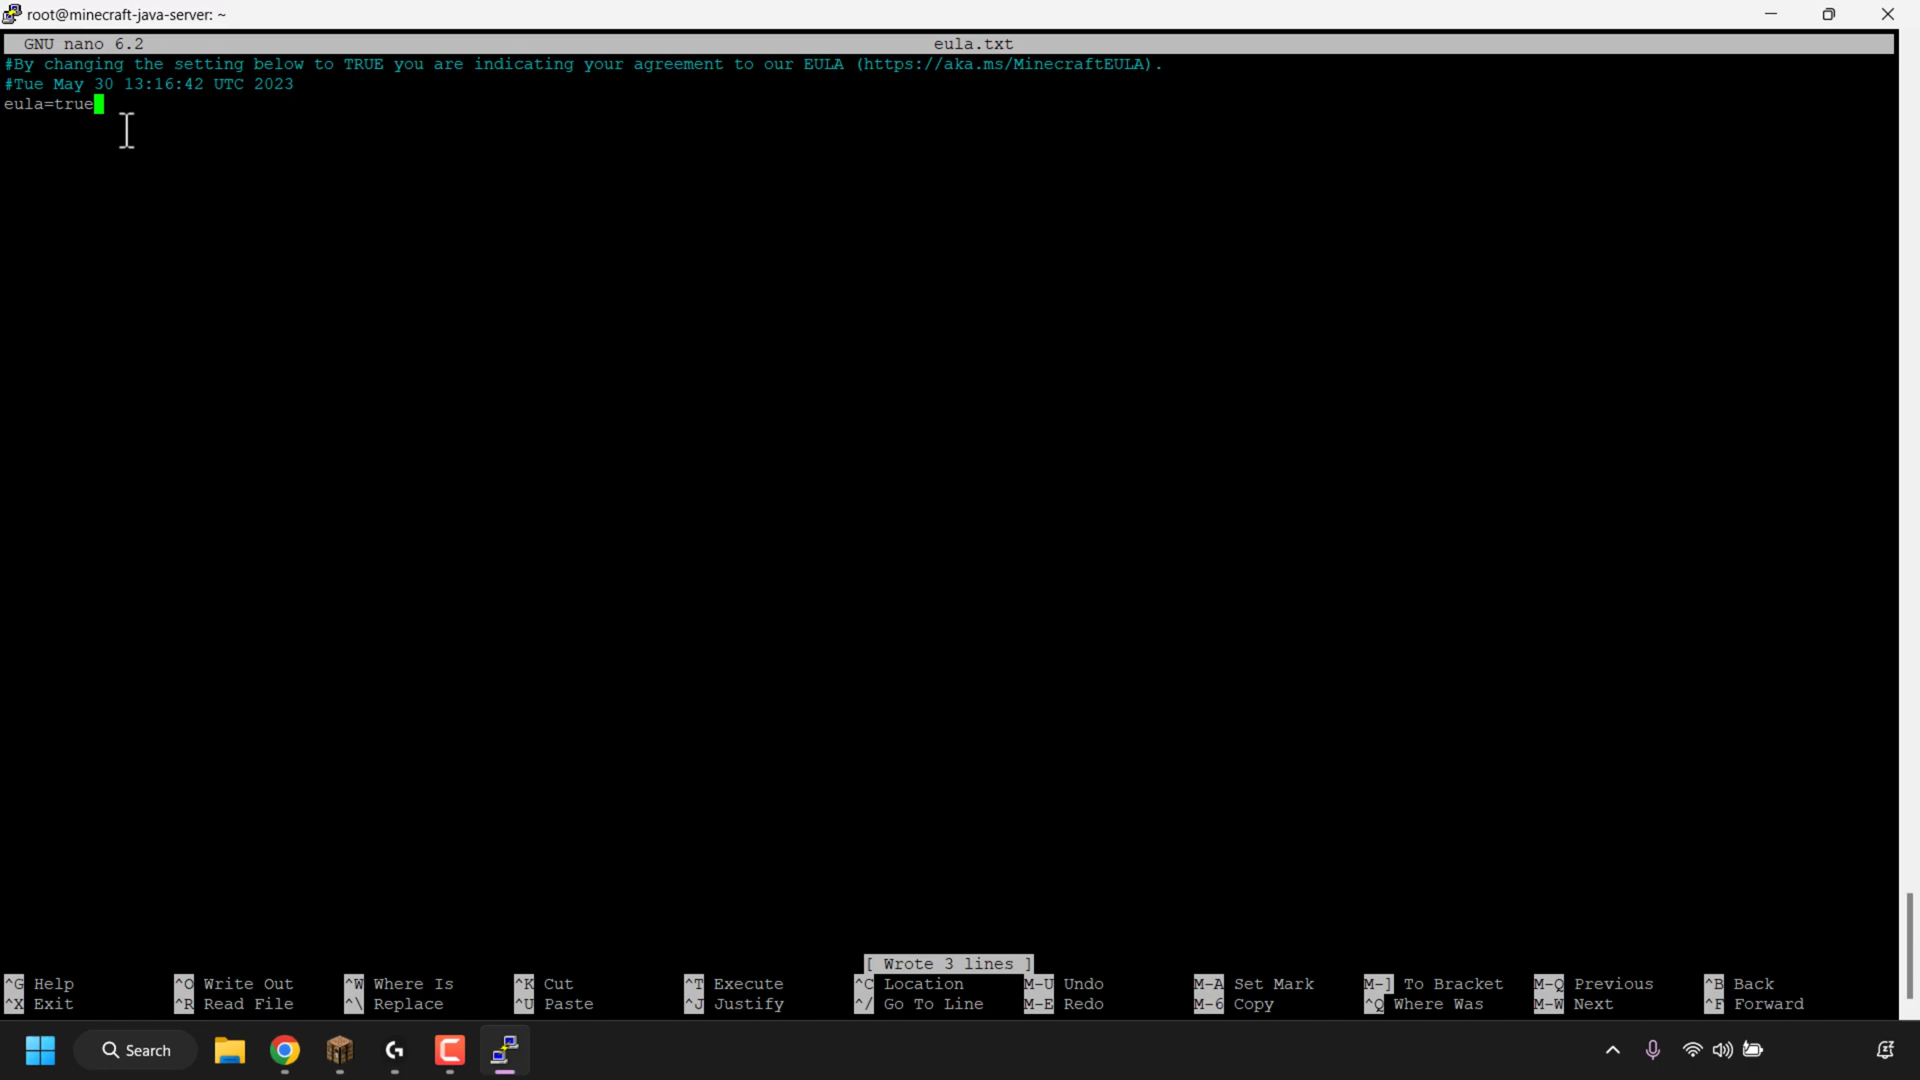 root@minecraft-java-server: ~
GNU nano 6.2 eula.txt
#By changing the setting below to TRUE you are indicating your agreement to our EULA (https://aka.ms/MinecraftEULA).
#Tue May 30 13:16:42 UTC 2023
eula=true
[ Wrote 3 lines ]
^G Help ^O Write Out ^W Where Is ^K Cut ^T Execute ^C Location M-U Undo M-A Set Mark M-] To Bracket M-Q Previous ^B Back
^X Exit ^R Read File ^\ Replace ^U Paste ^J Justify ^/ Go To Line M-E Redo M-6 Copy ^Q Where Was M-W Next ^F Forward
Search